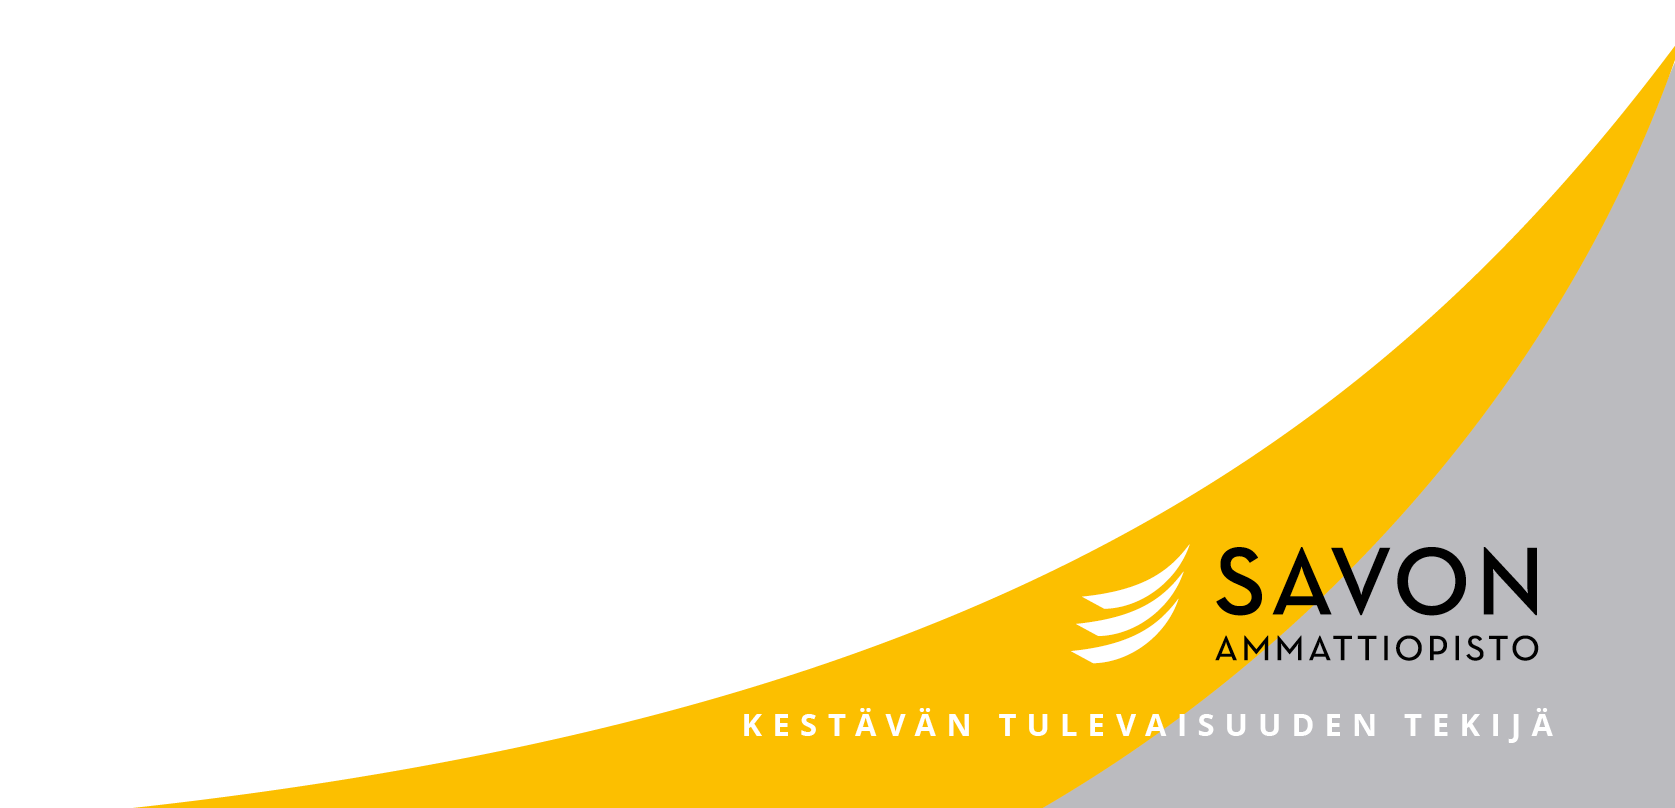 SAVON
AMMATTIOPISTO
KESTÄVÄN TULEVAISUUDEN TEKIJÄ